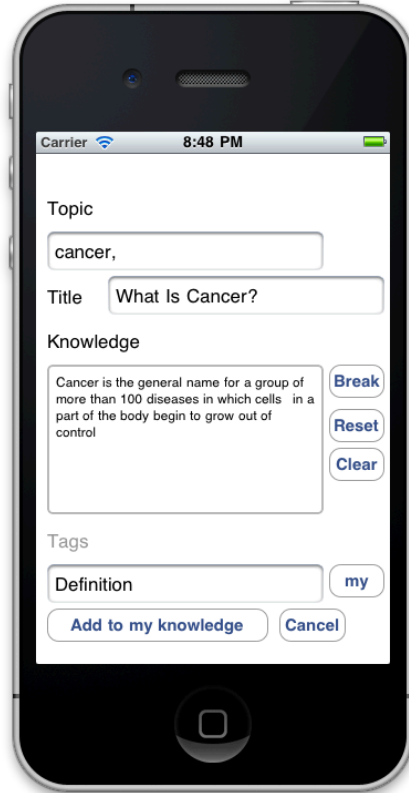 Carrier 8:48 PM
Topic
cancer,
Title What Is Cancer?
Knowledge
Cancer is the general name for a group of
more than 100 diseases in which cells   in a
part of the body begin to grow out of
control
Break
Reset
Clear
Tags
Definition my
Add to my knowledge Cancel